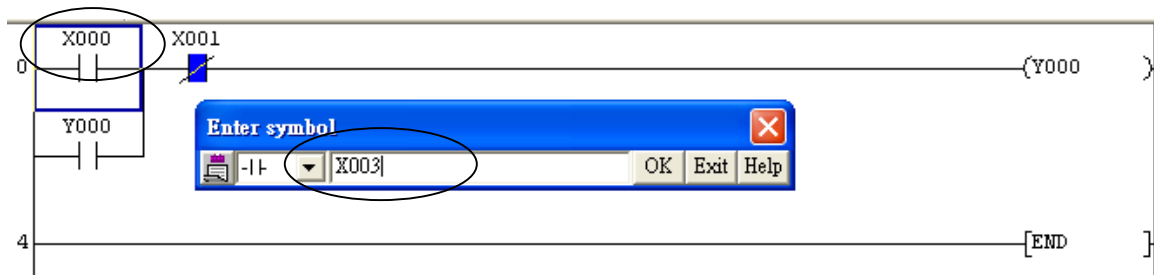 X000 X001
0 (Y000 )
Y000
Enter symbol
X003 OK Exit Help
4 [END ]